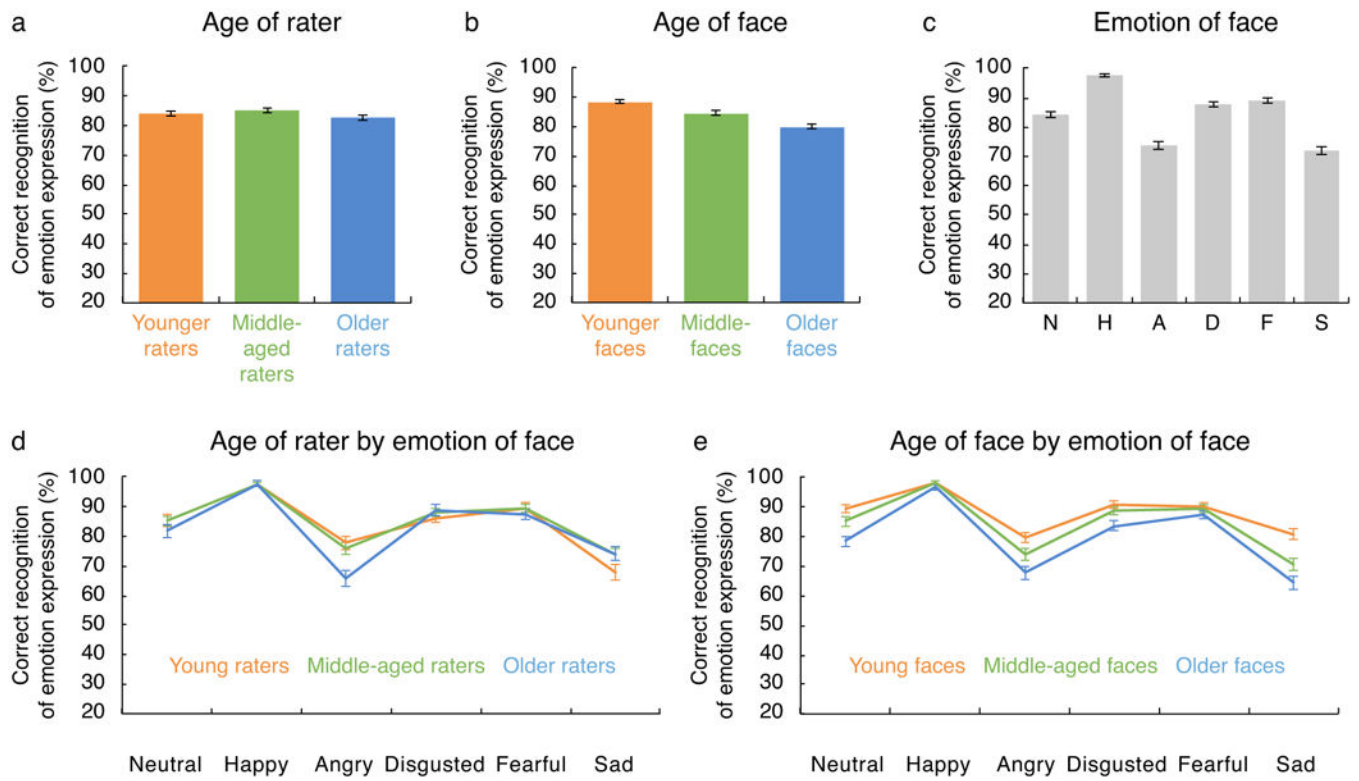 a
Age of rater
Correct recognition
of emotion expression (%)
100
90
80
70
60
50
40
30
20
Younger
raters
Middle-
aged
raters
Older
raters
b
Age of face
Correct recognition
of emotion expression (%)
100
90
80
70
60
50
40
30
20
Younger
faces
Middle-
faces
Older
faces
c
Emotion of face
Correct recognition
of emotion expression (%)
100
90
80
70
60
50
40
30
20
N H A D F S
d
Age of rater by emotion of face
Correct recognition
of emotion expression (%)
100
90
80
70
60
50
40
30
20
Young raters Middle-aged raters Older raters
Neutral Happy Angry Disgusted Fearful Sad
e
Age of face by emotion of face
Correct recognition
of emotion expression (%)
100
90
80
70
60
50
40
30
20
Young faces Middle-aged faces Older faces
Neutral Happy Angry Disgusted Fearful Sad